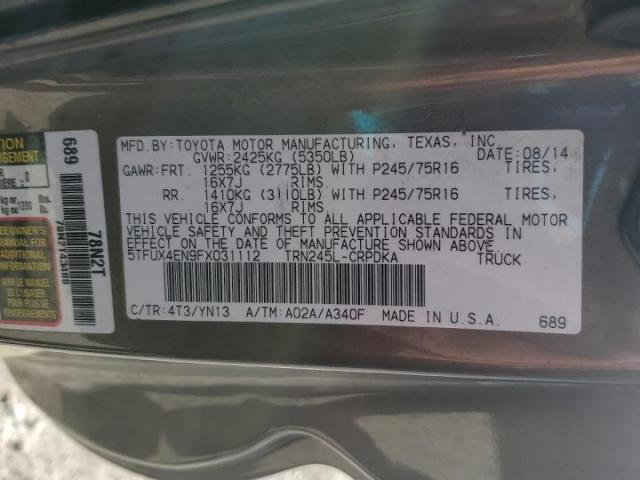 MFD.BY:TOYOTA MOTOR MANUFACTURING, TEXAS, INC.
GVWR:2425KG (5350LB) DATE:08/14
GAWR:FRT. 1255KG (2775LB) WITH P245/75R16 TIRES,
16X7J RIMS
RR. 1410KG (3110LB) WITH P245/75R16 TIRES,
16X7J RIMS
THIS VEHICLE CONFORMS TO ALL APPLICABLE FEDERAL MOTOR
VEHICLE SAFETY AND THEFT PREVENTION STANDARDS
IN EFFECT ON THE DATE OF MANUFACTURE SHOWN ABOVE
5TFUX4EN9FX031112 TRN245L-CRPDKA TRUCK
C/TR:4T3/YN13 A/TM:A02A/A340F MADE IN U.S.A.
689
689
78N2T